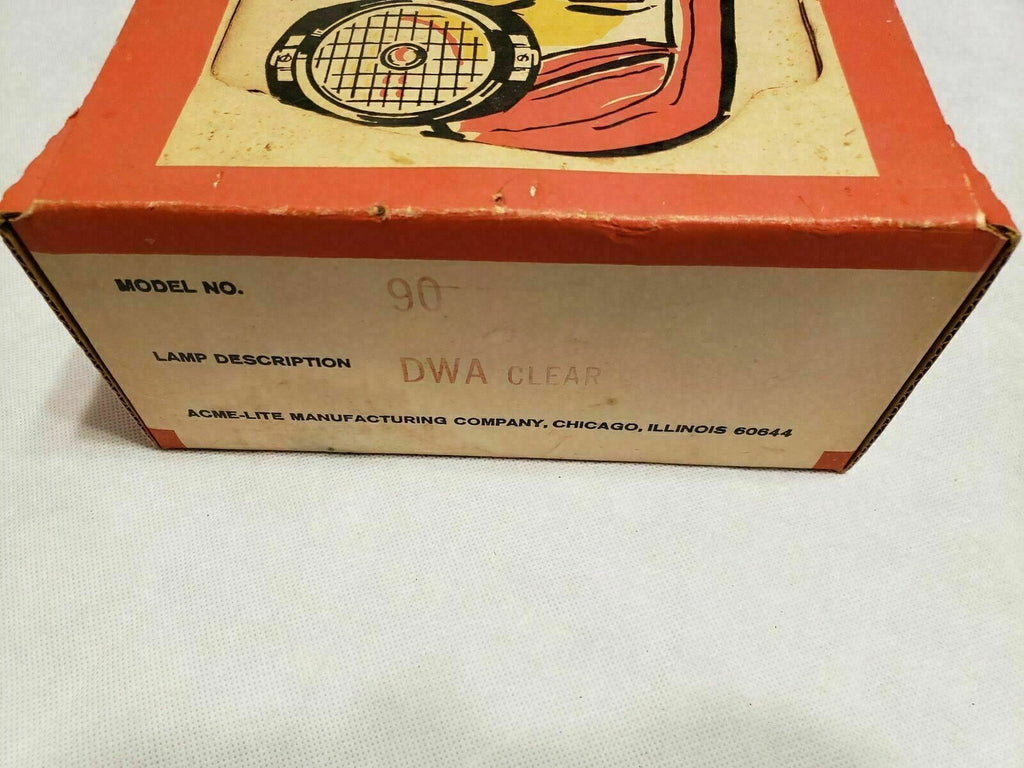 MODEL NO. 90
LAMP DESCRIPTION DWA CLEAR
ACME-LITE MANUFACTURING COMPANY, CHICAGO, ILLINOIS 60644